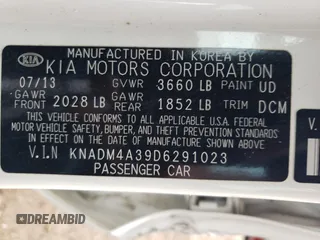 MANUFACTURED IN KOREA BY
KIA KIA MOTORS CORPORATION
07/13 GVWR 3660 LB PAINT UD
GAWR FRONT 2028 LB GAWR REAR 1852 LB TRIM DCM
THIS VEHICLE CONFORMS TO ALL APPLICABLE FEDERAL MOTOR
VEHICLE SAFETY, BUMPER, AND THEFT PREVENTION STANDARDS
IN EFFECT ON THE DATE OF MANUFACTURE SHOWN ABOVE.
V.I.N KNADM4A39D6291023
PASSENGER CAR
DREAMBID